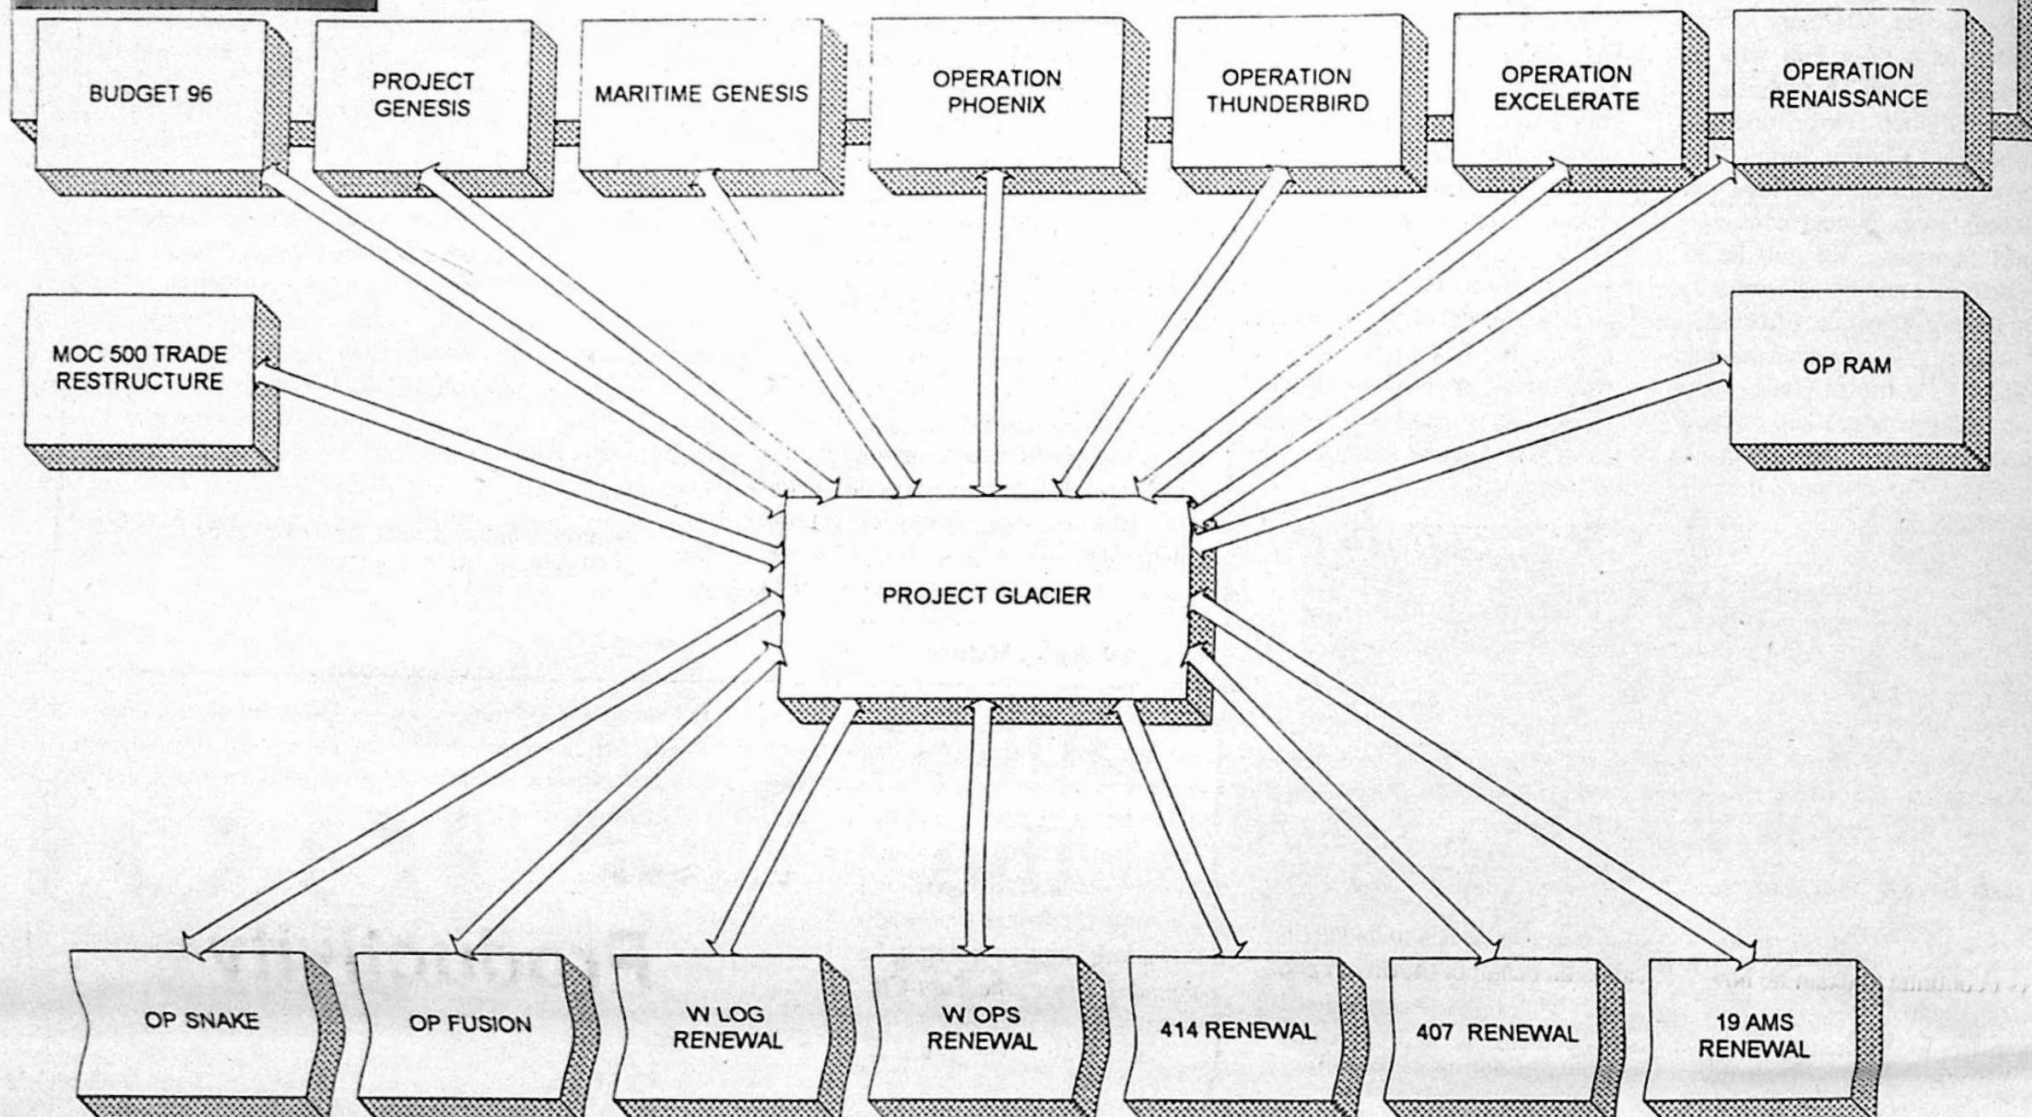 BUDGET 96
PROJECT
GENESIS
MARITIME GENESIS
OPERATION
PHOENIX
OPERATION
THUNDERBIRD
OPERATION
EXCELERATE
OPERATION
RENAISSANCE
MOC 500 TRADE
RESTRUCTURE
OP RAM
PROJECT GLACIER
OP SNAKE
OP FUSION
W LOG
RENEWAL
W OPS
RENEWAL
414 RENEWAL
407 RENEWAL
19 AMS
RENEWAL